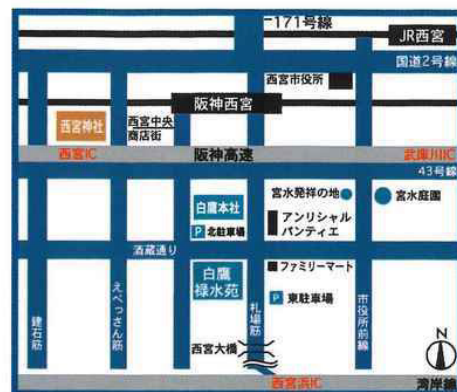 171号線
JR西宮
国道2号線
西宮市役所
阪神西宮
西宮神社
西宮中央
商店街
西宮IC
阪神高速
武庫川IC
43号線
宮水発祥の地
宮水庭園
白鷹本社
P 北駐車場
アンリシャル
パンティエ
酒蔵通り
白鷹
禄水苑
ファミリーマート
P 東駐車場
建石筋
えべっさん筋
札場筋
市役所前線
西宮大橋
N
西宮浜IC
湾岸線